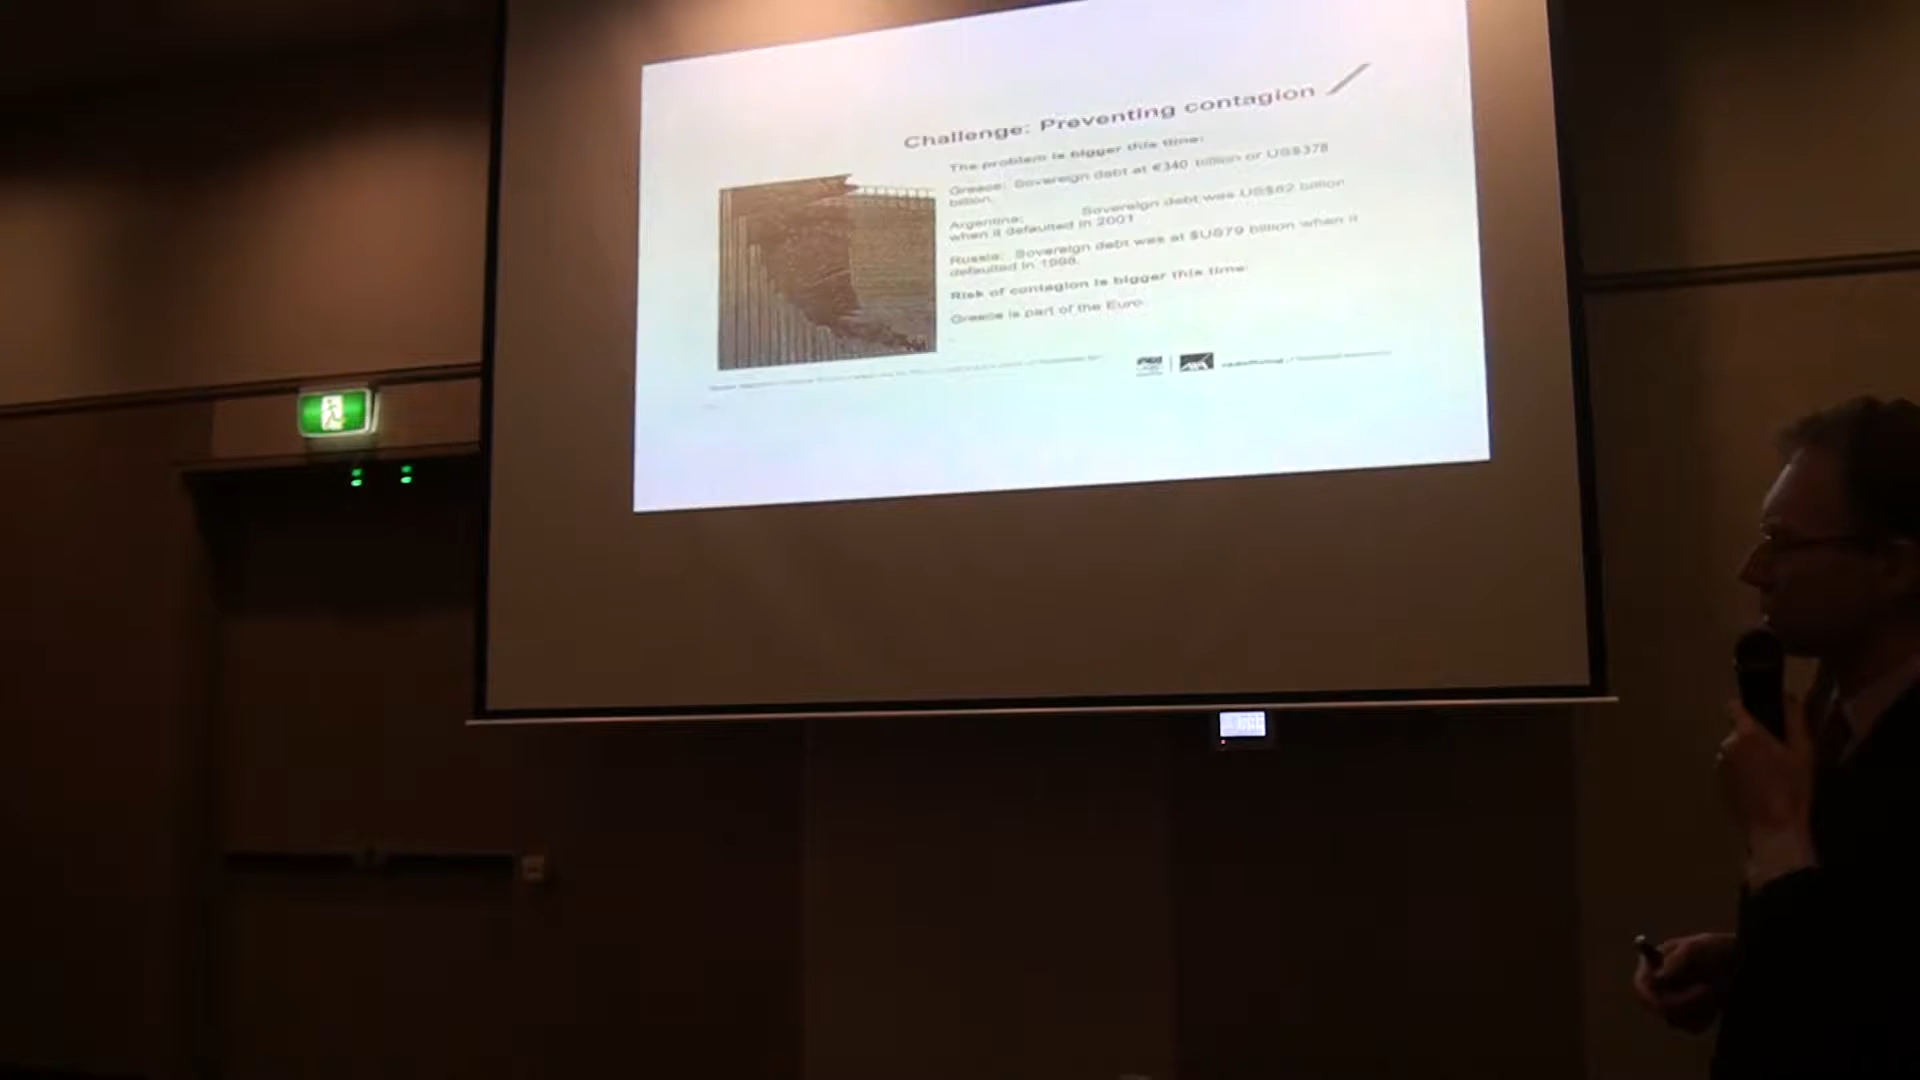 Challenge: Preventing contagion
The problem is bigger this time:
Greece: Sovereign debt at €340 billion or US$378
billion.
Argentina: Sovereign debt was US$82 billion
when it defaulted in 2001
Russia: Sovereign debt was at $US79 billion when it
defaulted in 1998.
Risk of contagion is bigger this time:
Greece is part of the Euro
AXA redefining